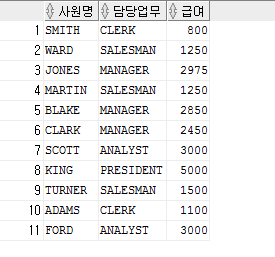 사원명 담당업무 급여
1 SMITH CLERK 800
2 WARD SALESMAN 1250
3 JONES MANAGER 2975
4 MARTIN SALESMAN 1250
5 BLAKE MANAGER 2850
6 CLARK MANAGER 2450
7 SCOTT ANALYST 3000
8 KING PRESIDENT 5000
9 TURNER SALESMAN 1500
10 ADAMS CLERK 1100
11 FORD ANALYST 3000